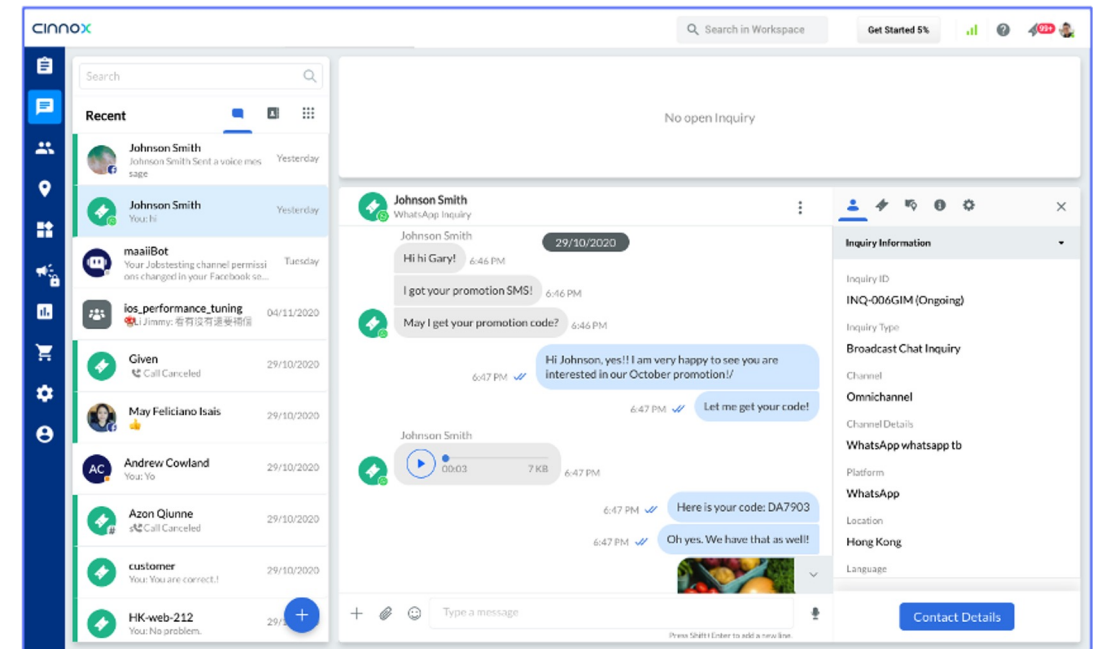 CINNOX
Search in Workspace
Get Started 5%
99+
Search
Recent
Johnson Smith
Yesterday
Johnson Smith Sent a voice mes
sage
Johnson Smith
Yesterday
You: hi
maaiiBot
Tuesday
Your Jobstesting channel permissi
ons changed in your Facebook se...
ios_performance_tuning
04/11/2020
Li Jimmy: 看有沒有還要補個
Given
29/10/2020
Call Canceled
May Feliciano Isais
29/10/2020
AC
Andrew Cowland
29/10/2020
You: Yo
Azon Qiunne
29/10/2020
Call Canceled
customer
29/10/2020
You: You are correct.!
HK-web-212
You: No problem.
No open Inquiry
Johnson Smith
WhatsApp Inquiry
29/10/2020
Johnson Smith
Hi hi Gary!
6:46 PM
I got your promotion SMS!
6:46 PM
May I get your promotion code?
6:46 PM
Hi Johnson, yes!! I am very happy to see you are
interested in our October promotion!/
6:47 PM
Let me get your code!
6:47 PM
Johnson Smith
00:03
7 KB
6:47 PM
Here is your code: DA7903
6:47 PM
Oh yes. We have that as well!
6:47 PM
Type a message
Press Shift+Enter to add a new line.
Inquiry Information
Inquiry ID
INQ-006GIM (Ongoing)
Inquiry Type
Broadcast Chat Inquiry
Channel
Omnichannel
Channel Details
WhatsApp whatsapp tb
Platform
WhatsApp
Location
Hong Kong
Language
Contact Details